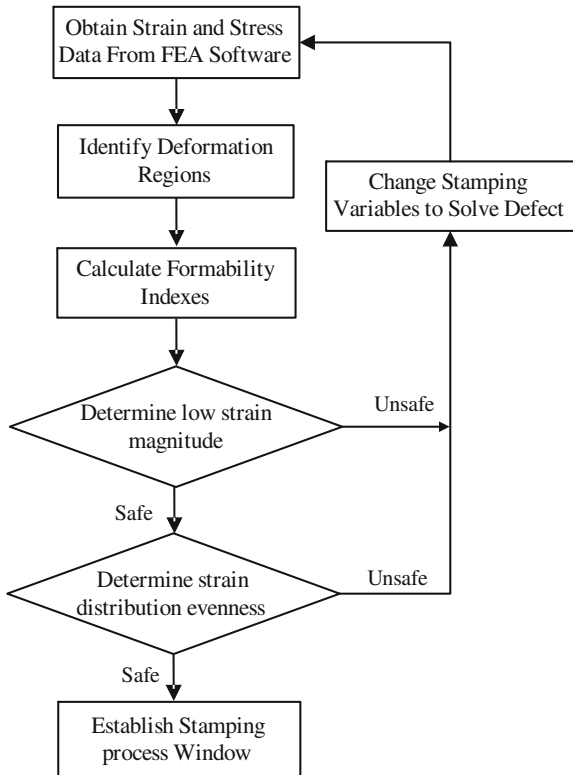 Obtain Strain and Stress
Data From FEA Software
Identify Deformation
Regions
Change Stamping
Variables to Solve Defect
Calculate Formability
Indexes
Determine low strain
magnitude
Unsafe
Safe
Determine strain
distribution evenness
Unsafe
Safe
Establish Stamping
process Window